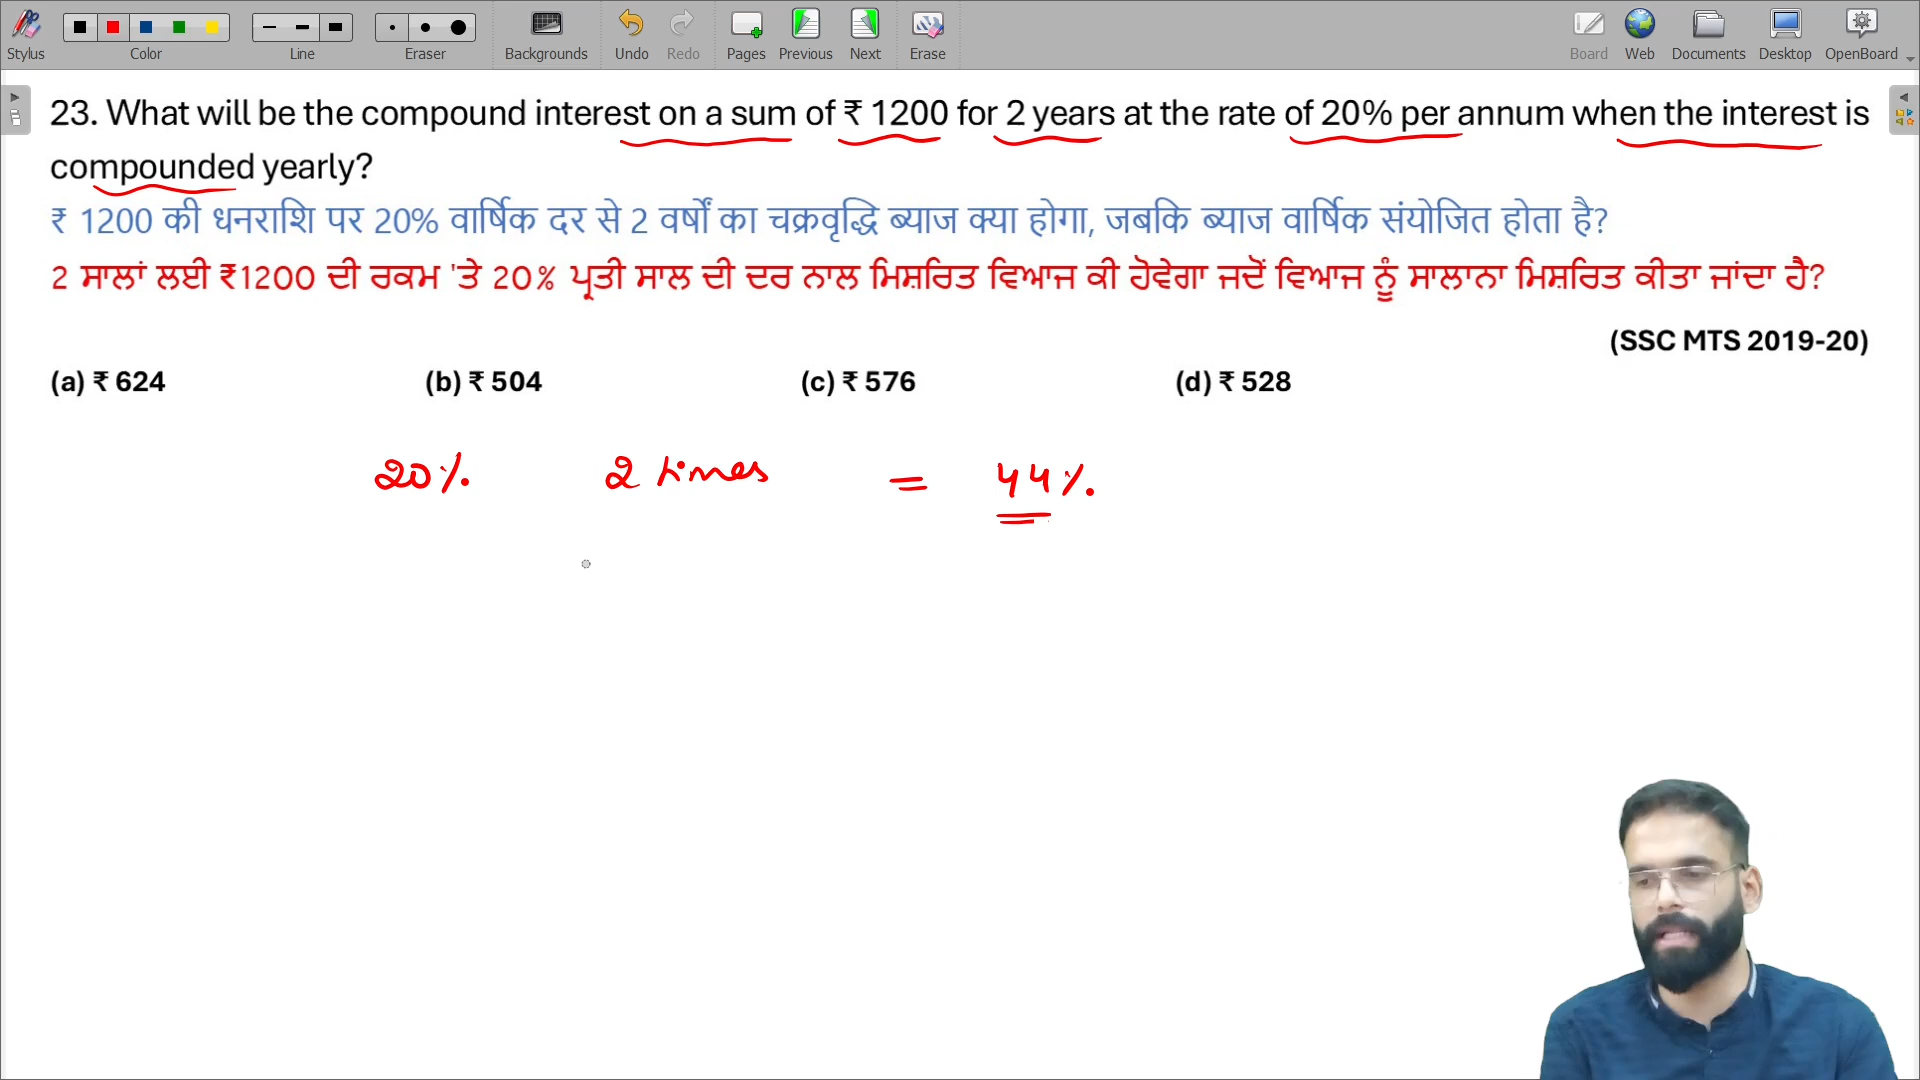 Stylus Color Line Eraser Backgrounds Undo Redo Pages Previous Next Erase Board Web Documents Desktop OpenBoard
23. What will be the compound interest on a sum of ₹ 1200 for 2 years at the rate of 20% per annum when the interest is
compounded yearly?
₹ 1200 की धनराशि पर 20% वार्षिक दर से 2 वर्षों का चक्रवृद्धि ब्याज क्या होगा, जबकि ब्याज वार्षिक संयोजित होता है?
2 ਸਾਲਾਂ ਲਈ ₹1200 ਦੀ ਰਕਮ 'ਤੇ 20% ਪ੍ਰਤੀ ਸਾਲ ਦੀ ਦਰ ਨਾਲ ਮਿਸ਼ਰਿਤ ਵਿਆਜ ਕੀ ਹੋਵੇਗਾ ਜਦੋਂ ਵਿਆਜ ਨੂੰ ਸਾਲਾਨਾ ਮਿਸ਼ਰਿਤ ਕੀਤਾ ਜਾਂਦਾ ਹੈ?
(SSC MTS 2019-20)
(a) ₹ 624 (b) ₹ 504 (c) ₹ 576 (d) ₹ 528
20% 2 times = 44%